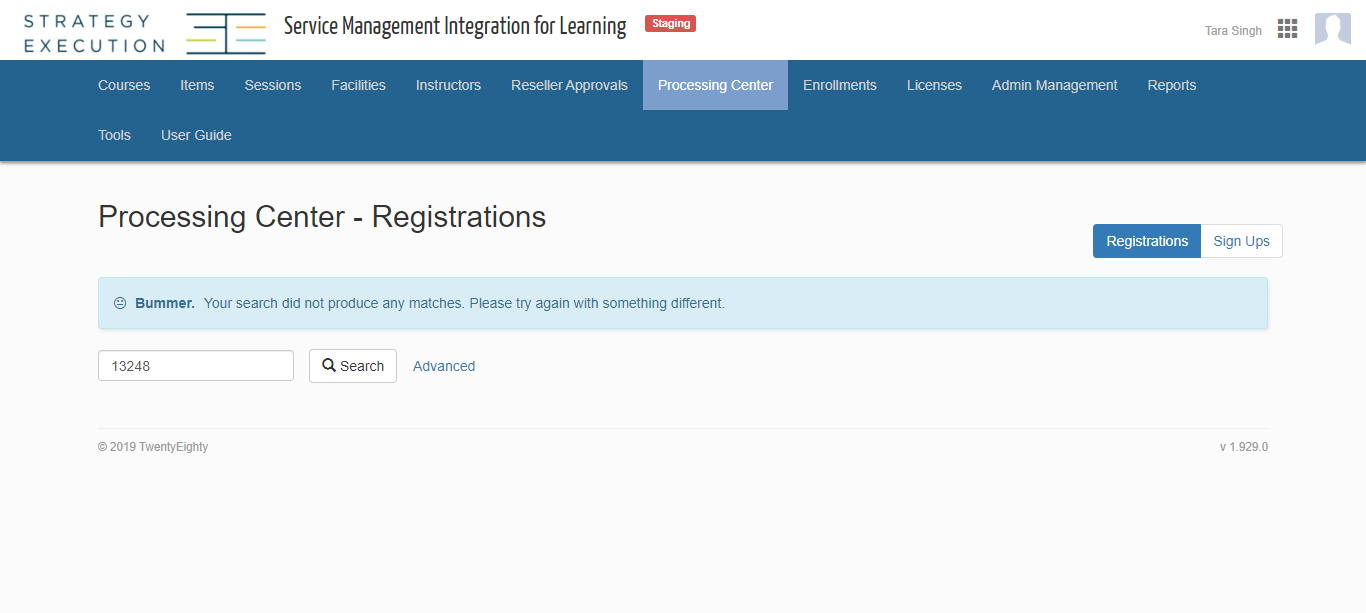 STRATEGY
EXECUTION
Service Management Integration for Learning
Staging
Tara Singh
Courses Items Sessions Facilities Instructors Reseller Approvals Processing Center Enrollments Licenses Admin Management Reports
Tools User Guide
Processing Center - Registrations
Registrations Sign Ups
Bummer. Your search did not produce any matches. Please try again with something different.
13248 Search Advanced
© 2019 TwentyEighty v 1.929.0